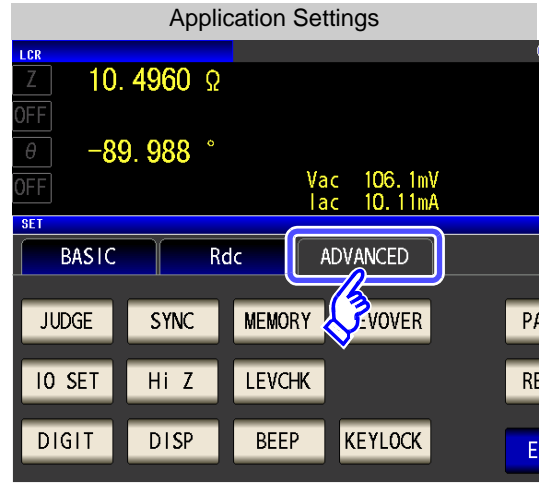 Application Settings
LCR
Z 10.4960 Ω
OFF
θ -89.988 °
OFF
Vac 106.1mV
Iac 10.11mA
SET
BASIC Rdc ADVANCED
JUDGE SYNC MEMORY EVOVER PA
IO SET Hi Z LEVCHK RE
DIGIT DISP BEEP KEYLOCK E